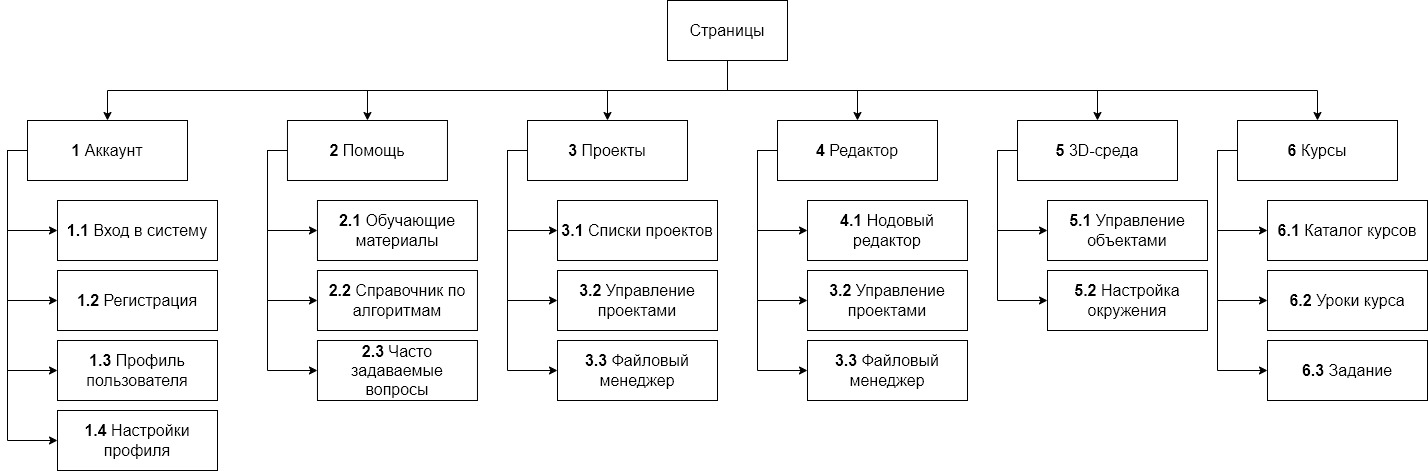 Страницы
1 Аккаунт
2 Помощь
3 Проекты
4 Редактор
5 3D-среда
6 Курсы
1.1 Вход в систему
1.2 Регистрация
1.3 Профиль
пользователя
1.4 Настройки
профиля
2.1 Обучающие
материалы
2.2 Справочник по
алгоритмам
2.3 Часто
задаваемые
вопросы
3.1 Списки проектов
3.2 Управление
проектами
3.3 Файловый
менеджер
4.1 Нодовый
редактор
3.2 Управление
проектами
3.3 Файловый
менеджер
5.1 Управление
объектами
5.2 Настройка
окружения
6.1 Каталог курсов
6.2 Уроки курса
6.3 Задание